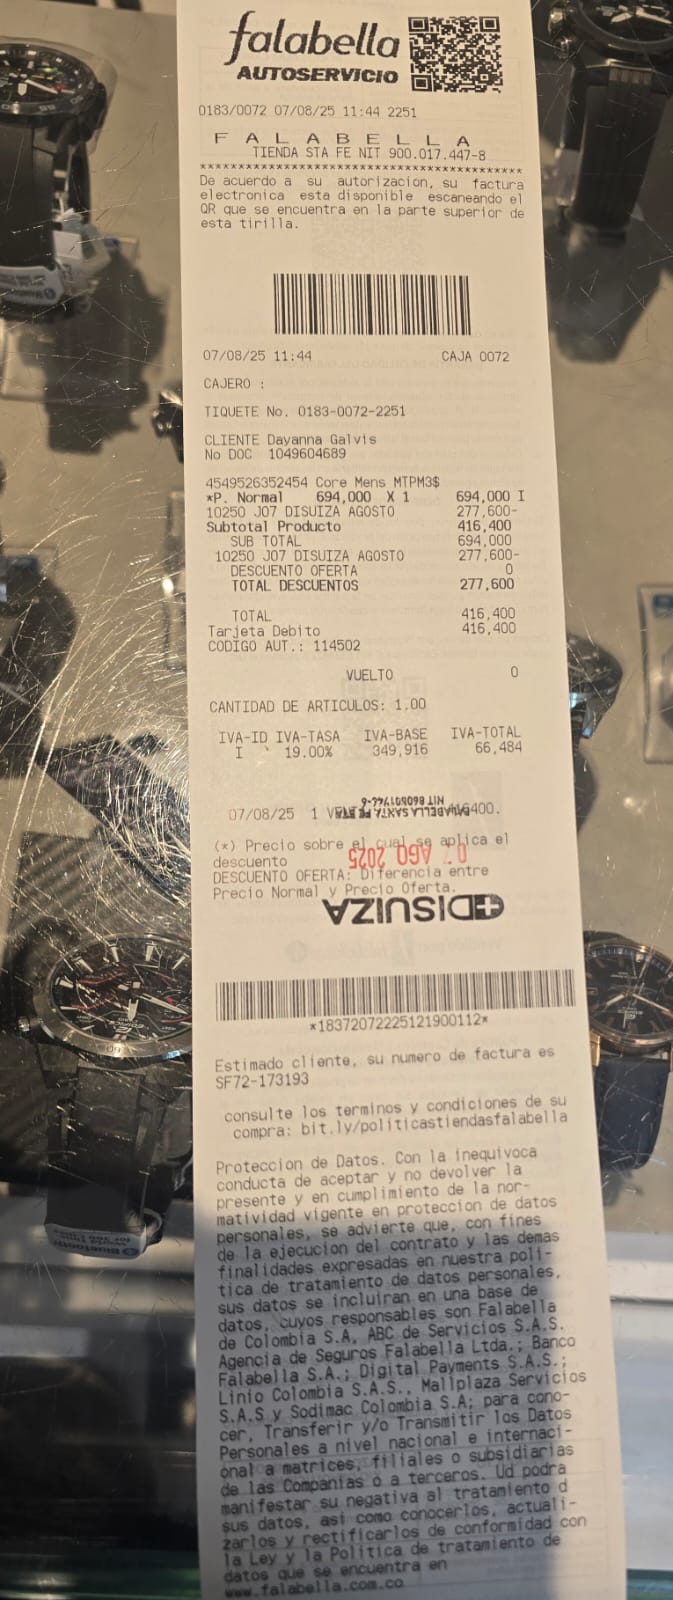 falabella
AUTOSERVICIO
0183/0072 07/08/25 11:44 2251
F A L A B E L L A
TIENDA STA FE NIT 900.017.447-8
****************************************************
De acuerdo a su autorizacion, su factura
electronica esta disponible escaneando el
QR que se encuentra en la parte superior de
esta tirilla.
07/08/25 11:44 CAJA 0072
CAJERO :
TIQUETE No. 0183-0072-2251
CLIENTE Dayanna Galvis
No DOC 1049604689
4549526352454 Core Mens MTPM3$
*P. Normal 694,000 X 1 694,000 I
10250 J07 DISUIZA AGOSTO 277,600-
Subtotal Producto 416,400
SUB TOTAL 694,000
10250 J07 DISUIZA AGOSTO 277,600-
DESCUENTO OFERTA 0
TOTAL DESCUENTOS 277,600
TOTAL 416,400
Tarjeta Debito 416,400
CODIGO AUT.: 114502
VUELTO 0
CANTIDAD DE ARTICULOS: 1.00
IVA-ID IVA-TASA IVA-BASE IVA-TOTAL
I 19.00% 349,916 66,484
07/08/25 1
(*) Precio sobre el cual se aplica el
descuento
07 AGO 2025
DESCUENTO OFERTA: Diferencia entre
Precio Normal y Precio Oferta.
DISUIZA
*18372072225121900112*
Estimado cliente, su numero de factura es
SF72-173193
consulte los terminos y condiciones de su
compra: bit.ly/politicastiendasfalabella
Proteccion de Datos. Con la inequivoca
conducta de aceptar y no devolver la
presente y en cumplimiento de la nor-
matividad vigente en proteccion de datos
personales, se advierte que, con fines
de la ejecucion del contrato y las demas
finalidades expresadas en nuestra poli-
tica de tratamiento de datos personales,
sus datos se incluiran en una base de
datos, cuyos responsables son Falabella
de Colombia S.A, ABC de Servicios S.A.S.
Agencia de Seguros Falabella Ltda.; Banco
Falabella S.A.; Digital Payments S.A.S.;
Linio Colombia S.A.S., Mallplaza Servicios
S.A.S y Sodimac Colombia S.A; para cono-
cer, Transferir y/o Transmitir los Datos
Personales a nivel nacional e internaci-
onal a matrices, filiales o subsidiarias
de las Companias o a terceros. Ud podra
manifestar su negativa al tratamiento d
sus datos, asi como conocerlos, actuali-
zarlos y rectificarlos de conformidad con
la Ley y la Politica de tratamiento de
datos que se encuentra en
www.falabella.com.co